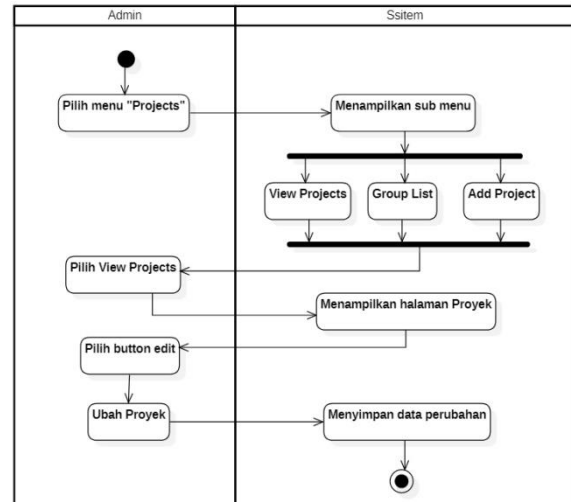 Admin
Ssitem
Pilih menu "Projects"
Menampilkan sub menu
View Projects
Group List
Add Project
Pilih View Projects
Menampilkan halaman Proyek
Pilih button edit
Ubah Proyek
Menyimpan data perubahan